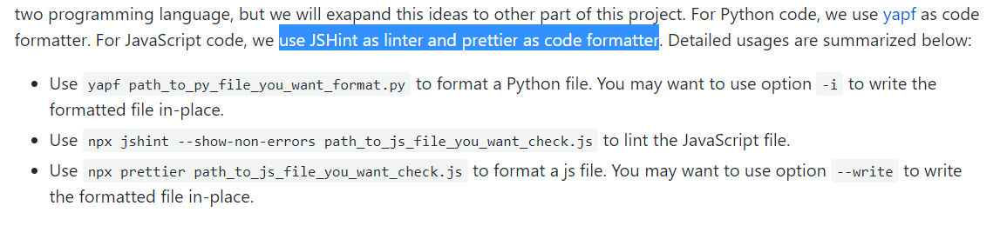 two programming language, but we will exapand this ideas to other part of this project. For Python code, we use yapf as code
formatter. For JavaScript code, we use JSHint as linter and prettier as code formatter. Detailed usages are summarized below:
• Use yapf path_to_py_file_you_want_format.py to format a Python file. You may want to use option -i to write the
formatted file in-place.
• Use npx jshint --show-non-errors path_to_js_file_you_want_check.js to lint the JavaScript file.
• Use npx prettier path_to_js_file_you_want_check.js to format a js file. You may want to use option --write to write
the formatted file in-place.